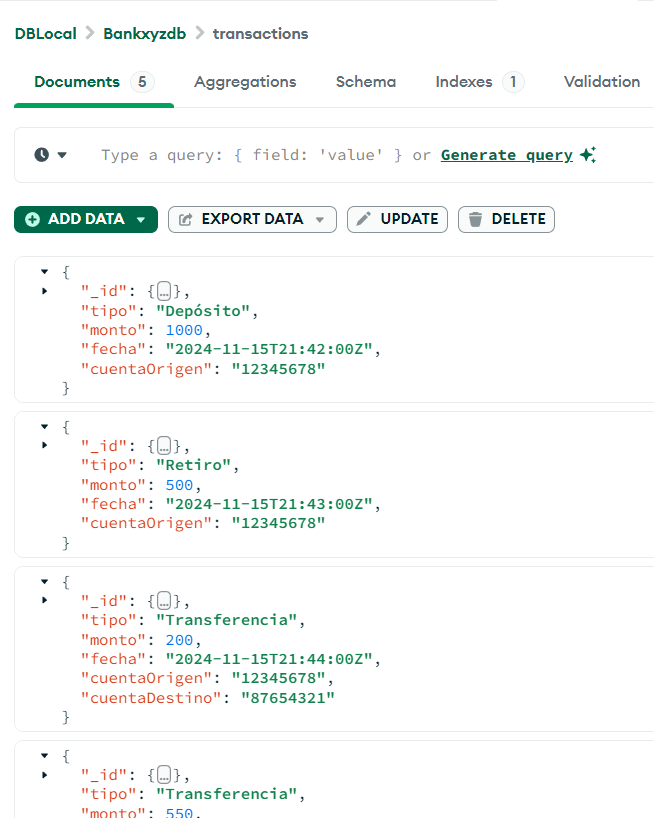 DBLocal > Bankxyzdb > transactions
Documents 5 Aggregations Schema Indexes 1 Validation
Type a query: { field: 'value' } or Generate query
ADD DATA EXPORT DATA UPDATE DELETE
{
"_id": {…},
"tipo": "Depósito",
"monto": 1000,
"fecha": "2024-11-15T21:42:00Z",
"cuentaOrigen": "12345678"
}
{
"_id": {…},
"tipo": "Retiro",
"monto": 500,
"fecha": "2024-11-15T21:43:00Z",
"cuentaOrigen": "12345678"
}
{
"_id": {…},
"tipo": "Transferencia",
"monto": 200,
"fecha": "2024-11-15T21:44:00Z",
"cuentaOrigen": "12345678",
"cuentaDestino": "87654321"
}
{
"_id": {…},
"tipo": "Transferencia",
"monto": 550,